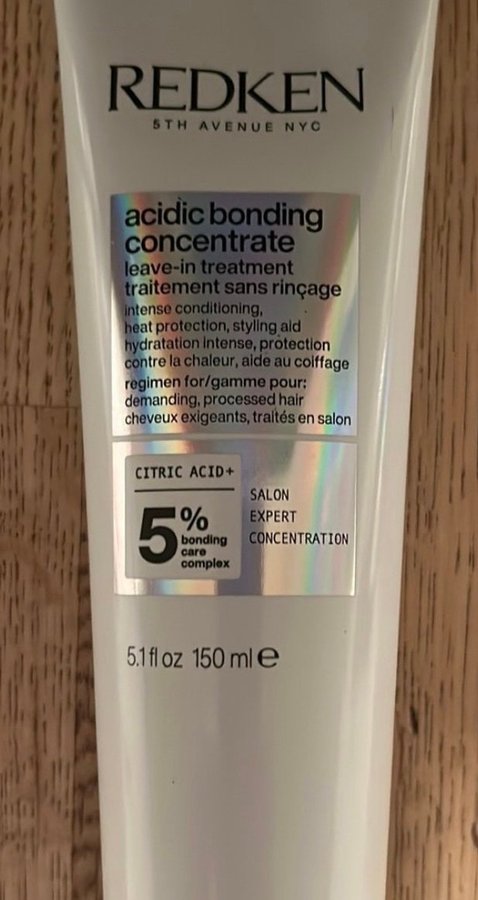 REDKEN
5TH AVENUE NYC
acidic bonding
concentrate
leave-in treatment
traitement sans rinçage
intense conditioning,
heat protection, styling aid
hydratation intense, protection
contre la chaleur, aide au coiffage
regimen for/gamme pour:
demanding, processed hair
cheveux exigeants, traités en salon
CITRIC ACID+
5%
bonding
care
complex
SALON
EXPERT
CONCENTRATION
5.1 fl oz 150 ml ℮